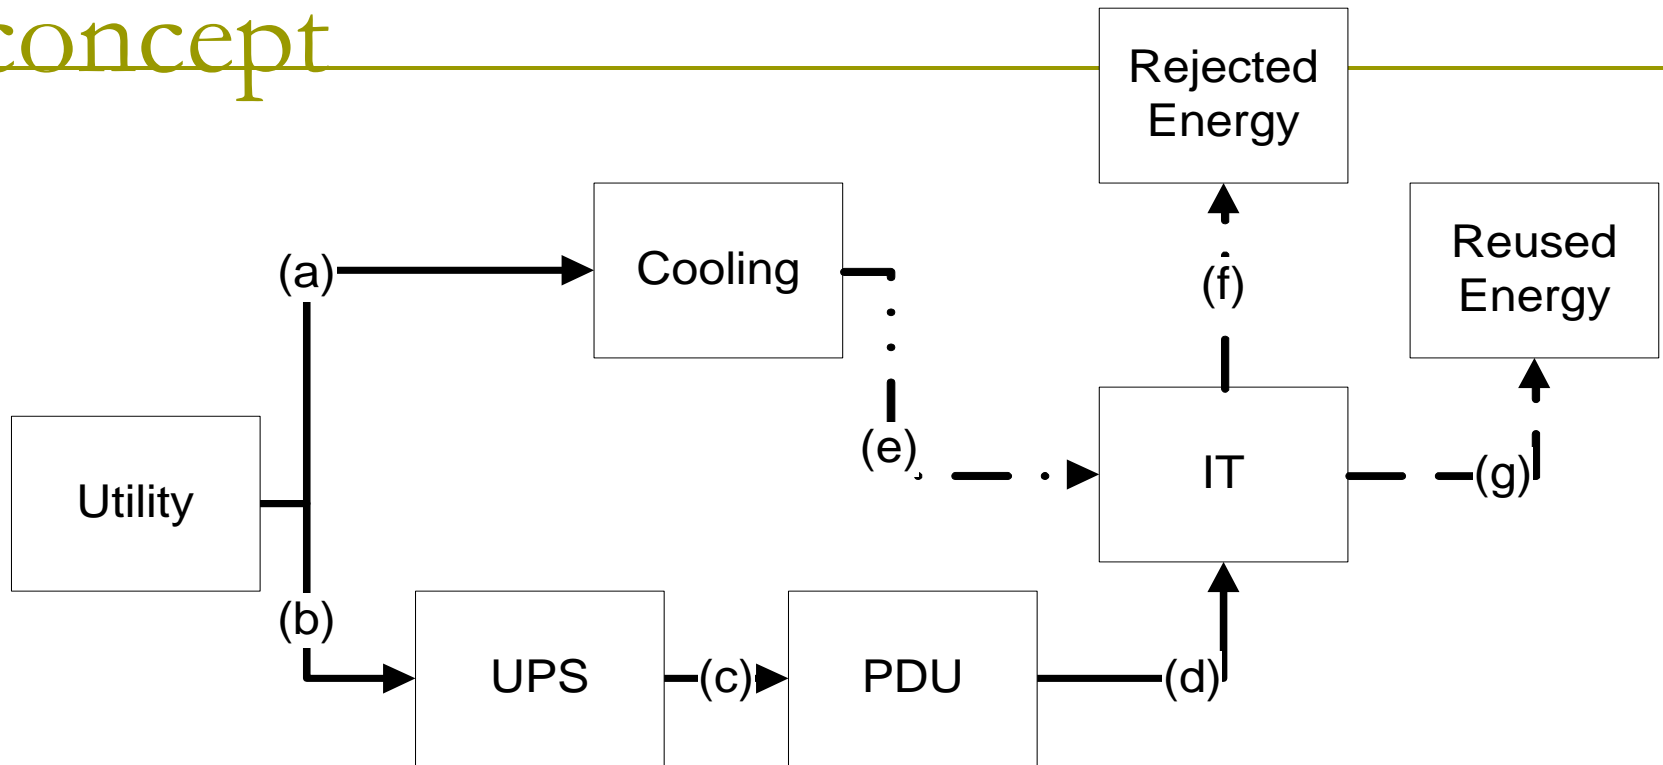 concept
Rejected
Energy
Reused
Energy
(a)
Cooling
(f)
(e)
Utility
IT
(g)
(b)
UPS
(c)
PDU
(d)